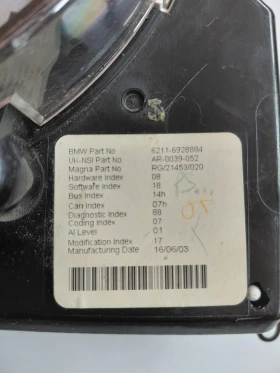 BMW Part No 6211-6928884
UK-NSI Part No AR-0039-052
Magna Part No RG/21453/020
Hardware Index 08
Software Index 18
Bus Index 14h
Can Index 07h
Diagnostic Index 88
Coding Index 07
AI Level 01
Modification Index 17
Manufacturing Date 16/06/03